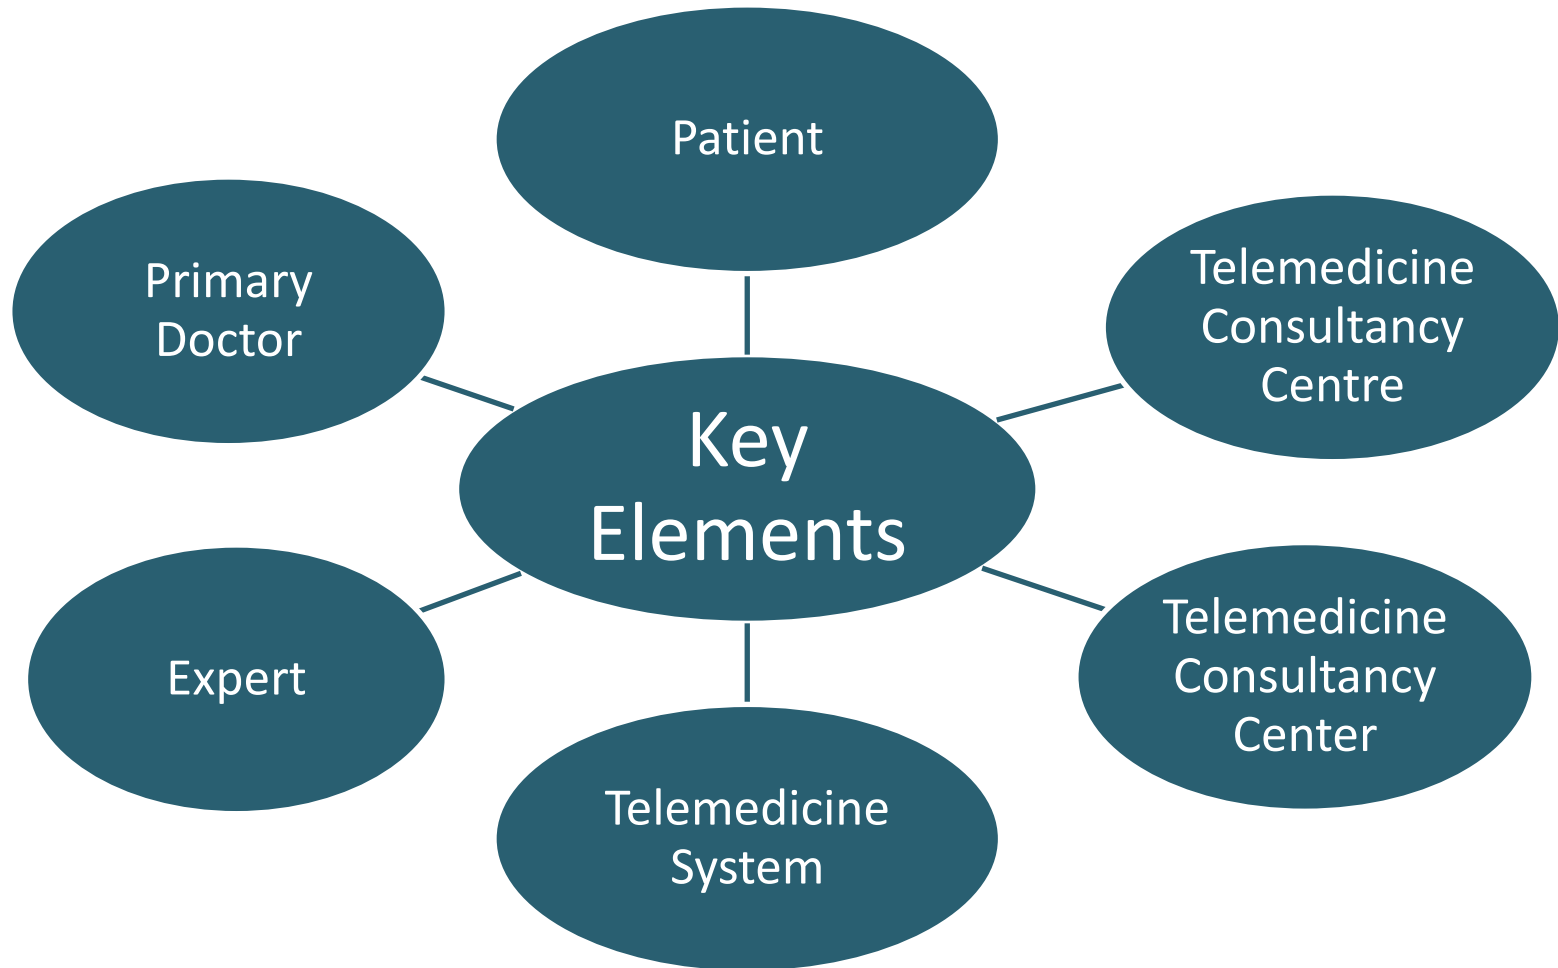 Patient
Primary
Doctor
Telemedicine
Consultancy
Centre
Key
Elements
Expert
Telemedicine
Consultancy
Center
Telemedicine
System